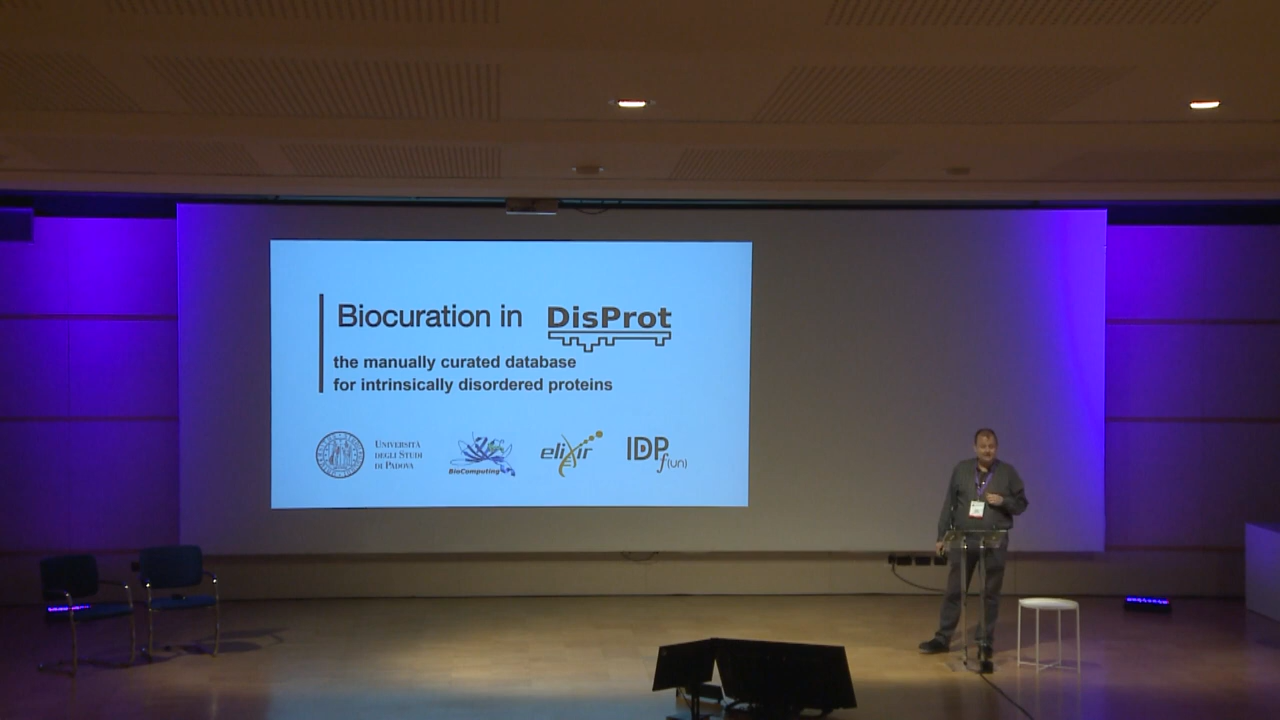 Biocuration in DisProt
the manually curated database
for intrinsically disordered proteins
UNIVERSITÀ
DEGLI STUDI
DI PADOVA
BioComputing
elixir
IDP
f(un)